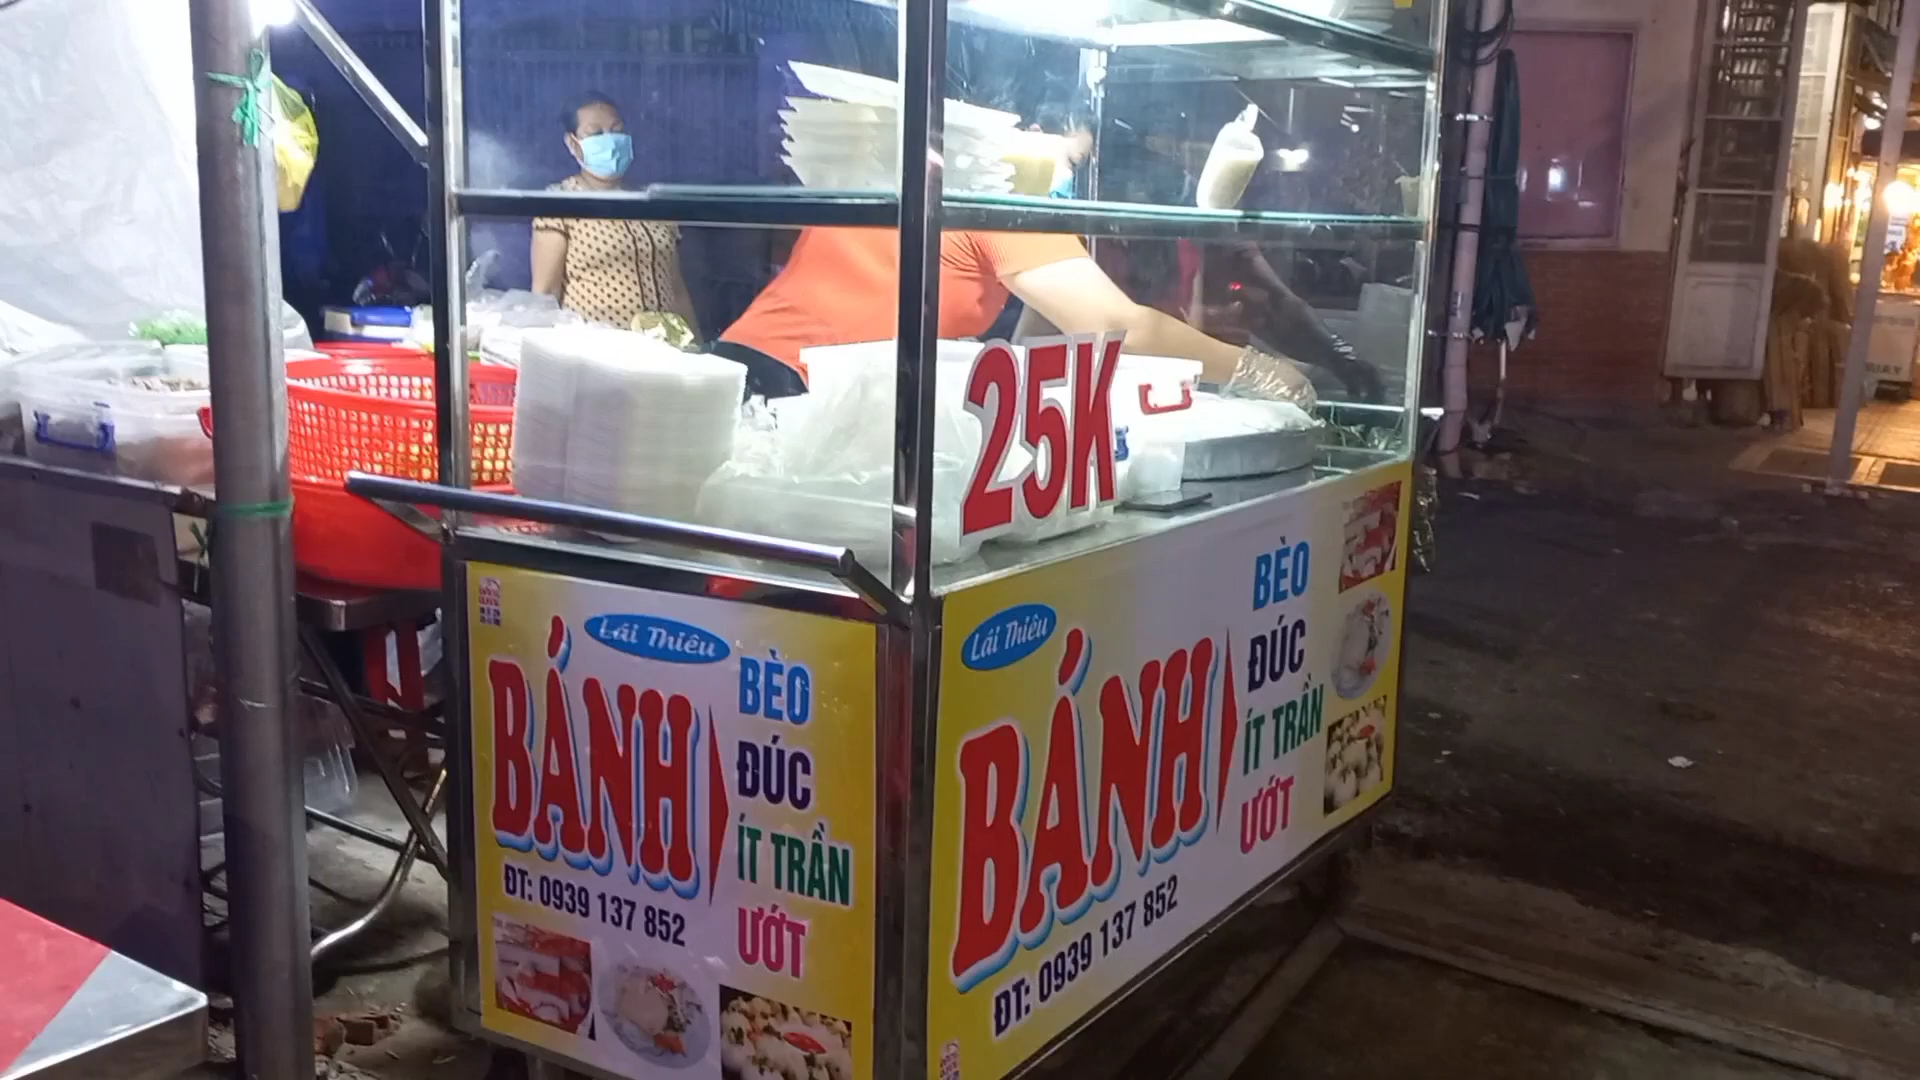 25K
Lái Thiêu
BÁNH
BÈO
ĐÚC
ÍT TRẦN
ƯỚT
ĐT: 0939 137 852
Lái Thiêu
BÁNH
BÈO
ĐÚC
ÍT TRẦN
ƯỚT
ĐT: 0939 137 852